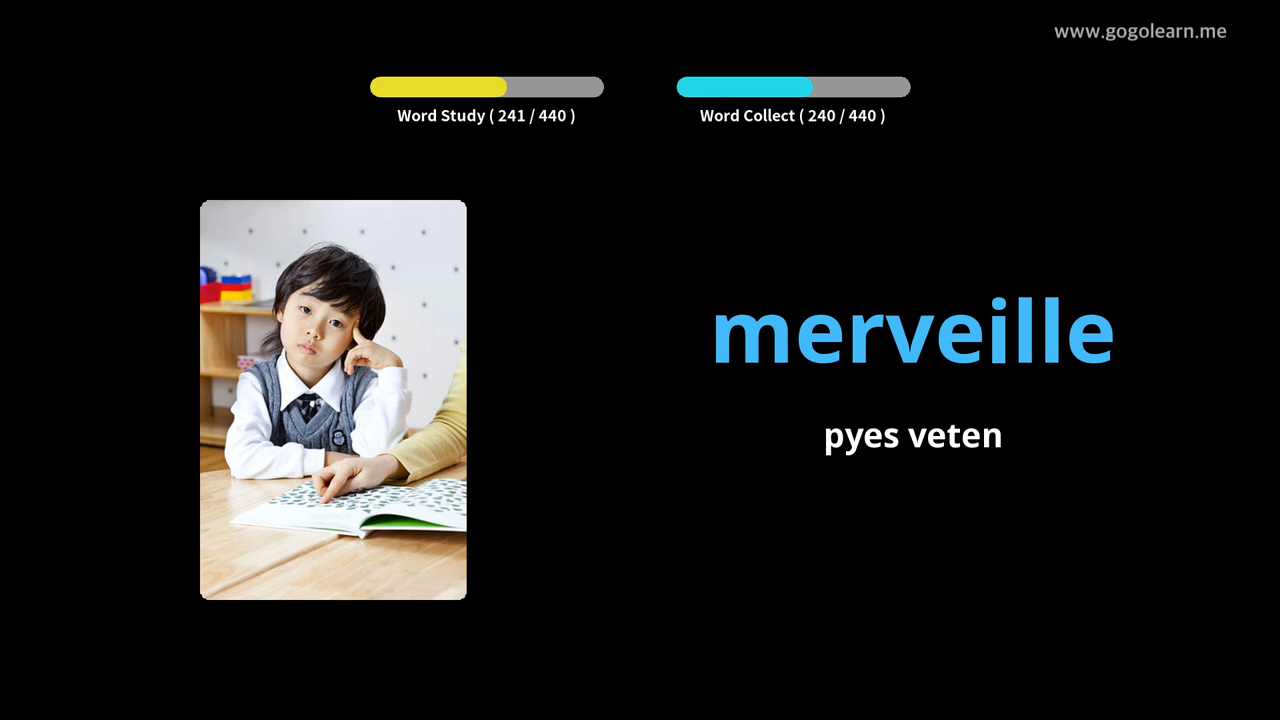 www.gogolearn.me
Word Study ( 241 / 440 )
Word Collect ( 240 / 440 )
merveille
pyes veten